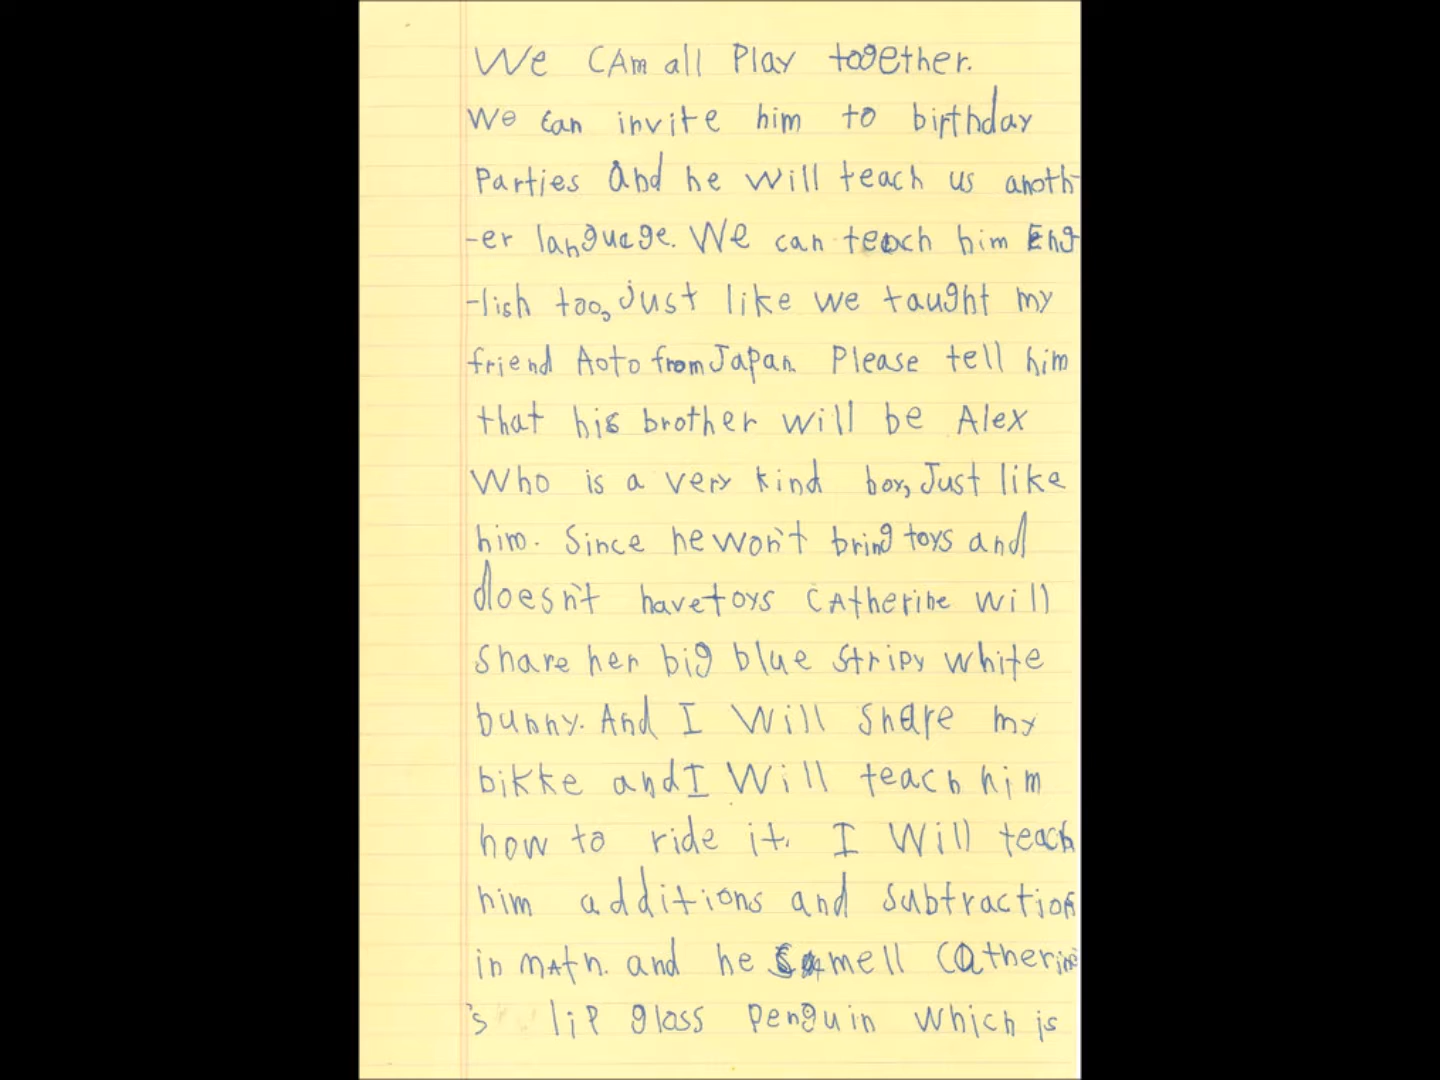 We CAm all Play together.
We can invite him to birthday
Parties and he will teach us anoth-
-er language. We can teach him Eng
-lish too, just like we taught my
friend Aoto from Japan. Please tell him
that his brother will be Alex
Who is a very kind boy, Just like
him. Since he won't bring toys and
doesn't have toys CAtherine will
Share her big blue Stripy white
bunny. And I Will Share my
bikke and I Will teach him
how to ride it. I Will teach
him additions and subtraction
in mAth. and he smell Catherine
's lip gloss Penguin which is